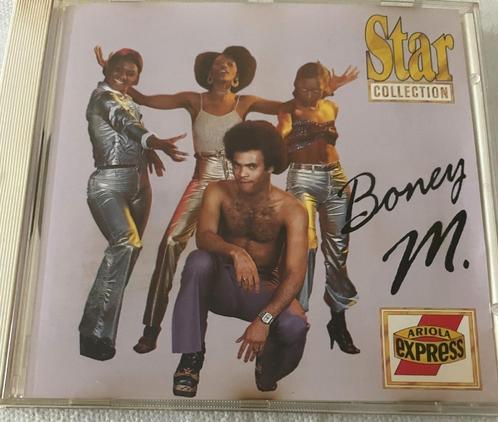 Star
COLLECTION
Boney
M.
ARIOLA
EXPRESS